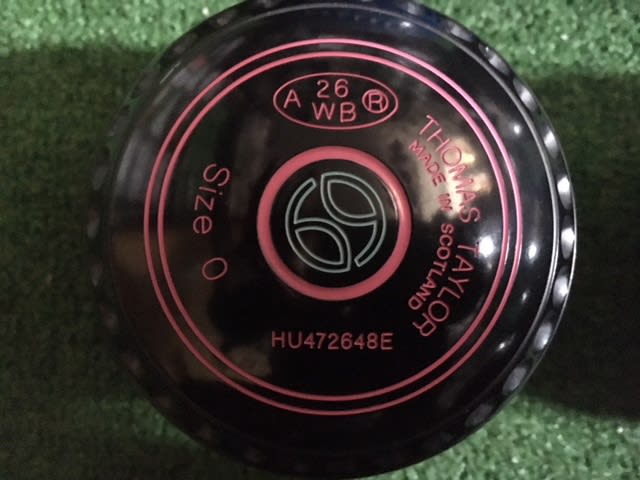 A 26 R
WB
THOMAS TAYLOR
MADE IN SCOTLAND
Size 0
HU472648E